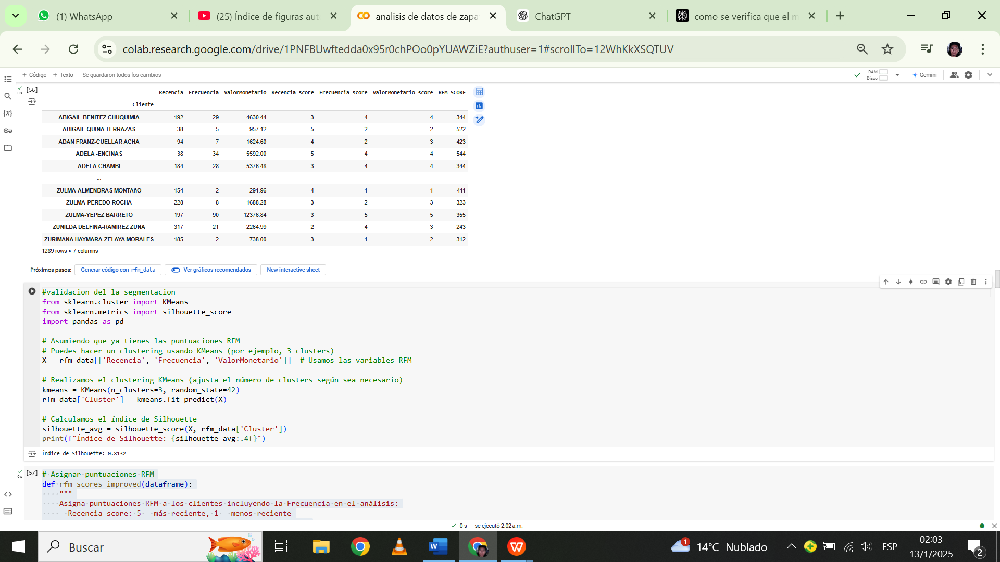 (1) WhatsApp
(25) Índice de figuras aut
analisis de datos de zapa
ChatGPT
como se verifica que el m
colab.research.google.com/drive/1PNFBUwftedda0x95r0chPOo0pYUAWZiE?authuser=1#scrollTo=12WhKkXSQTUV
+ Código + Texto Se guardaron todos los cambios
RAM
Disco
Gemini
[56]
0 s
Recencia Frecuencia ValorMonetario Recencia_score Frecuencia_score ValorMonetario_score RFM_SCORE
Cliente
ABIGAIL-BENITEZ CHUQUIMIA 192 29 4630.44 3 4 4 344
ABIGAIL-QUINA TERRAZAS 38 5 957.12 5 2 2 522
ADAN FRANZ-CUELLAR ACHA 94 7 1624.60 4 2 3 423
ADELA -ENCINAS 38 34 5592.00 5 4 4 544
ADELA-CHAMBI 184 28 5376.48 3 4 4 344
... ... ... ... ... ... ... ...
ZULMA-ALMENDRAS MONTAñO 154 2 291.96 4 1 1 411
ZULMA-PEREDO ROCHA 228 8 1688.28 3 2 3 323
ZULMA-YEPEZ BARRETO 197 90 12376.84 3 5 5 355
ZUNILDA DELFINA-RAMIREZ ZUNA 317 21 2264.99 2 4 3 243
ZURIMANA HAYMARA-ZELAYA MORALES 185 2 738.00 3 1 2 312
1289 rows × 7 columns
Próximos pasos: Generar código con rfm_data Ver gráficos recomendados New interactive sheet
#validacion del la segmentacion
from sklearn.cluster import KMeans
from sklearn.metrics import silhouette_score
import pandas as pd
# Asumiendo que ya tienes las puntuaciones RFM
# Puedes hacer un clustering usando KMeans (por ejemplo, 3 clusters)
X = rfm_data[['Recencia', 'Frecuencia', 'ValorMonetario']] # Usamos las variables RFM
# Realizamos el clustering KMeans (ajusta el número de clusters según sea necesario)
kmeans = KMeans(n_clusters=3, random_state=42)
rfm_data['Cluster'] = kmeans.fit_predict(X)
# Calculamos el índice de Silhouette
silhouette_avg = silhouette_score(X, rfm_data['Cluster'])
print(f"Índice de Silhouette: {silhouette_avg:.4f}")
Índice de Silhouette: 0.8132
[57]
0 s
# Asignar puntuaciones RFM
def rfm_scores_improved(dataframe):
"""
Asigna puntuaciones RFM a los clientes incluyendo la Frecuencia en el análisis:
- Recencia_score: 5 - más reciente, 1 - menos reciente
0 s se ejecutó 2:02 a.m.
Buscar
1
14°C Nublado
ESP
02:03
13/1/2025
2